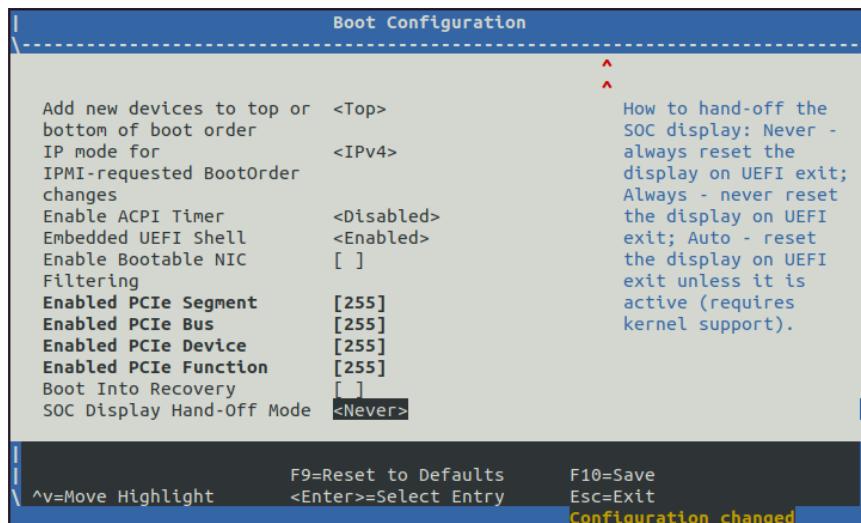 Boot Configuration
^
^
Add new devices to top or <Top> How to hand-off the
bottom of boot order SOC display: Never -
IP mode for <IPv4> always reset the
IPMI-requested BootOrder display on UEFI exit;
changes Always - never reset
Enable ACPI Timer <Disabled> the display on UEFI
Embedded UEFI Shell <Enabled> exit; Auto - reset
Enable Bootable NIC [ ] the display on UEFI
Filtering exit unless it is
Enabled PCIe Segment [255] active (requires
Enabled PCIe Bus [255] kernel support).
Enabled PCIe Device [255]
Enabled PCIe Function [255]
Boot Into Recovery [ ]
SOC Display Hand-Off Mode <Never>
F9=Reset to Defaults F10=Save
^v=Move Highlight <Enter>=Select Entry Esc=Exit
Configuration changed